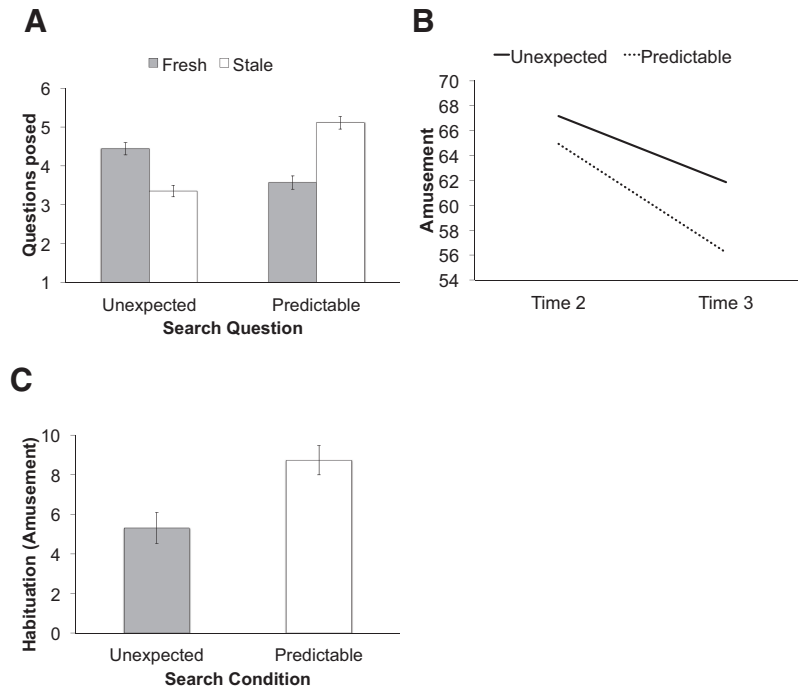 A
Fresh Stale
6
5
4
3
2
1
Questions posed
Unexpected Predictable
Search Question
B
Unexpected Predictable
70
68
66
64
62
60
58
56
54
Amusement
Time 2 Time 3
C
10
8
6
4
2
0
Habituation (Amusement)
Unexpected Predictable
Search Condition